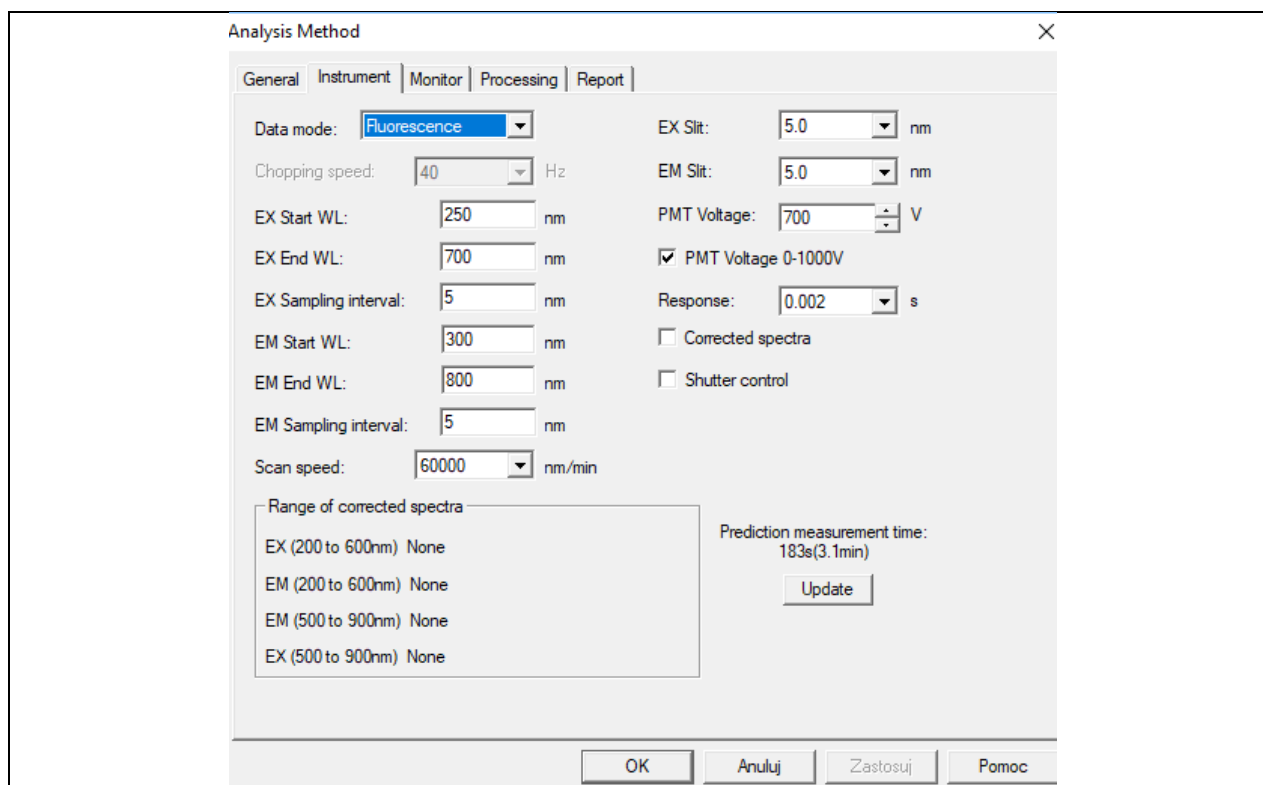 Analysis Method
General Instrument Monitor Processing Report
Data mode: Fluorescence
Chopping speed: 40 Hz
EX Start WL: 250 nm
EX End WL: 700 nm
EX Sampling interval: 5 nm
EM Start WL: 300 nm
EM End WL: 800 nm
EM Sampling interval: 5 nm
Scan speed: 60000 nm/min
EX Slit: 5.0 nm
EM Slit: 5.0 nm
PMT Voltage: 700 V
PMT Voltage 0-1000V
Response: 0.002 s
Corrected spectra
Shutter control
Range of corrected spectra
EX (200 to 600nm) None
EM (200 to 600nm) None
EM (500 to 900nm) None
EX (500 to 900nm) None
Prediction measurement time:
183s(3.1min)
Update
OK Anuluj Zastosuj Pomoc